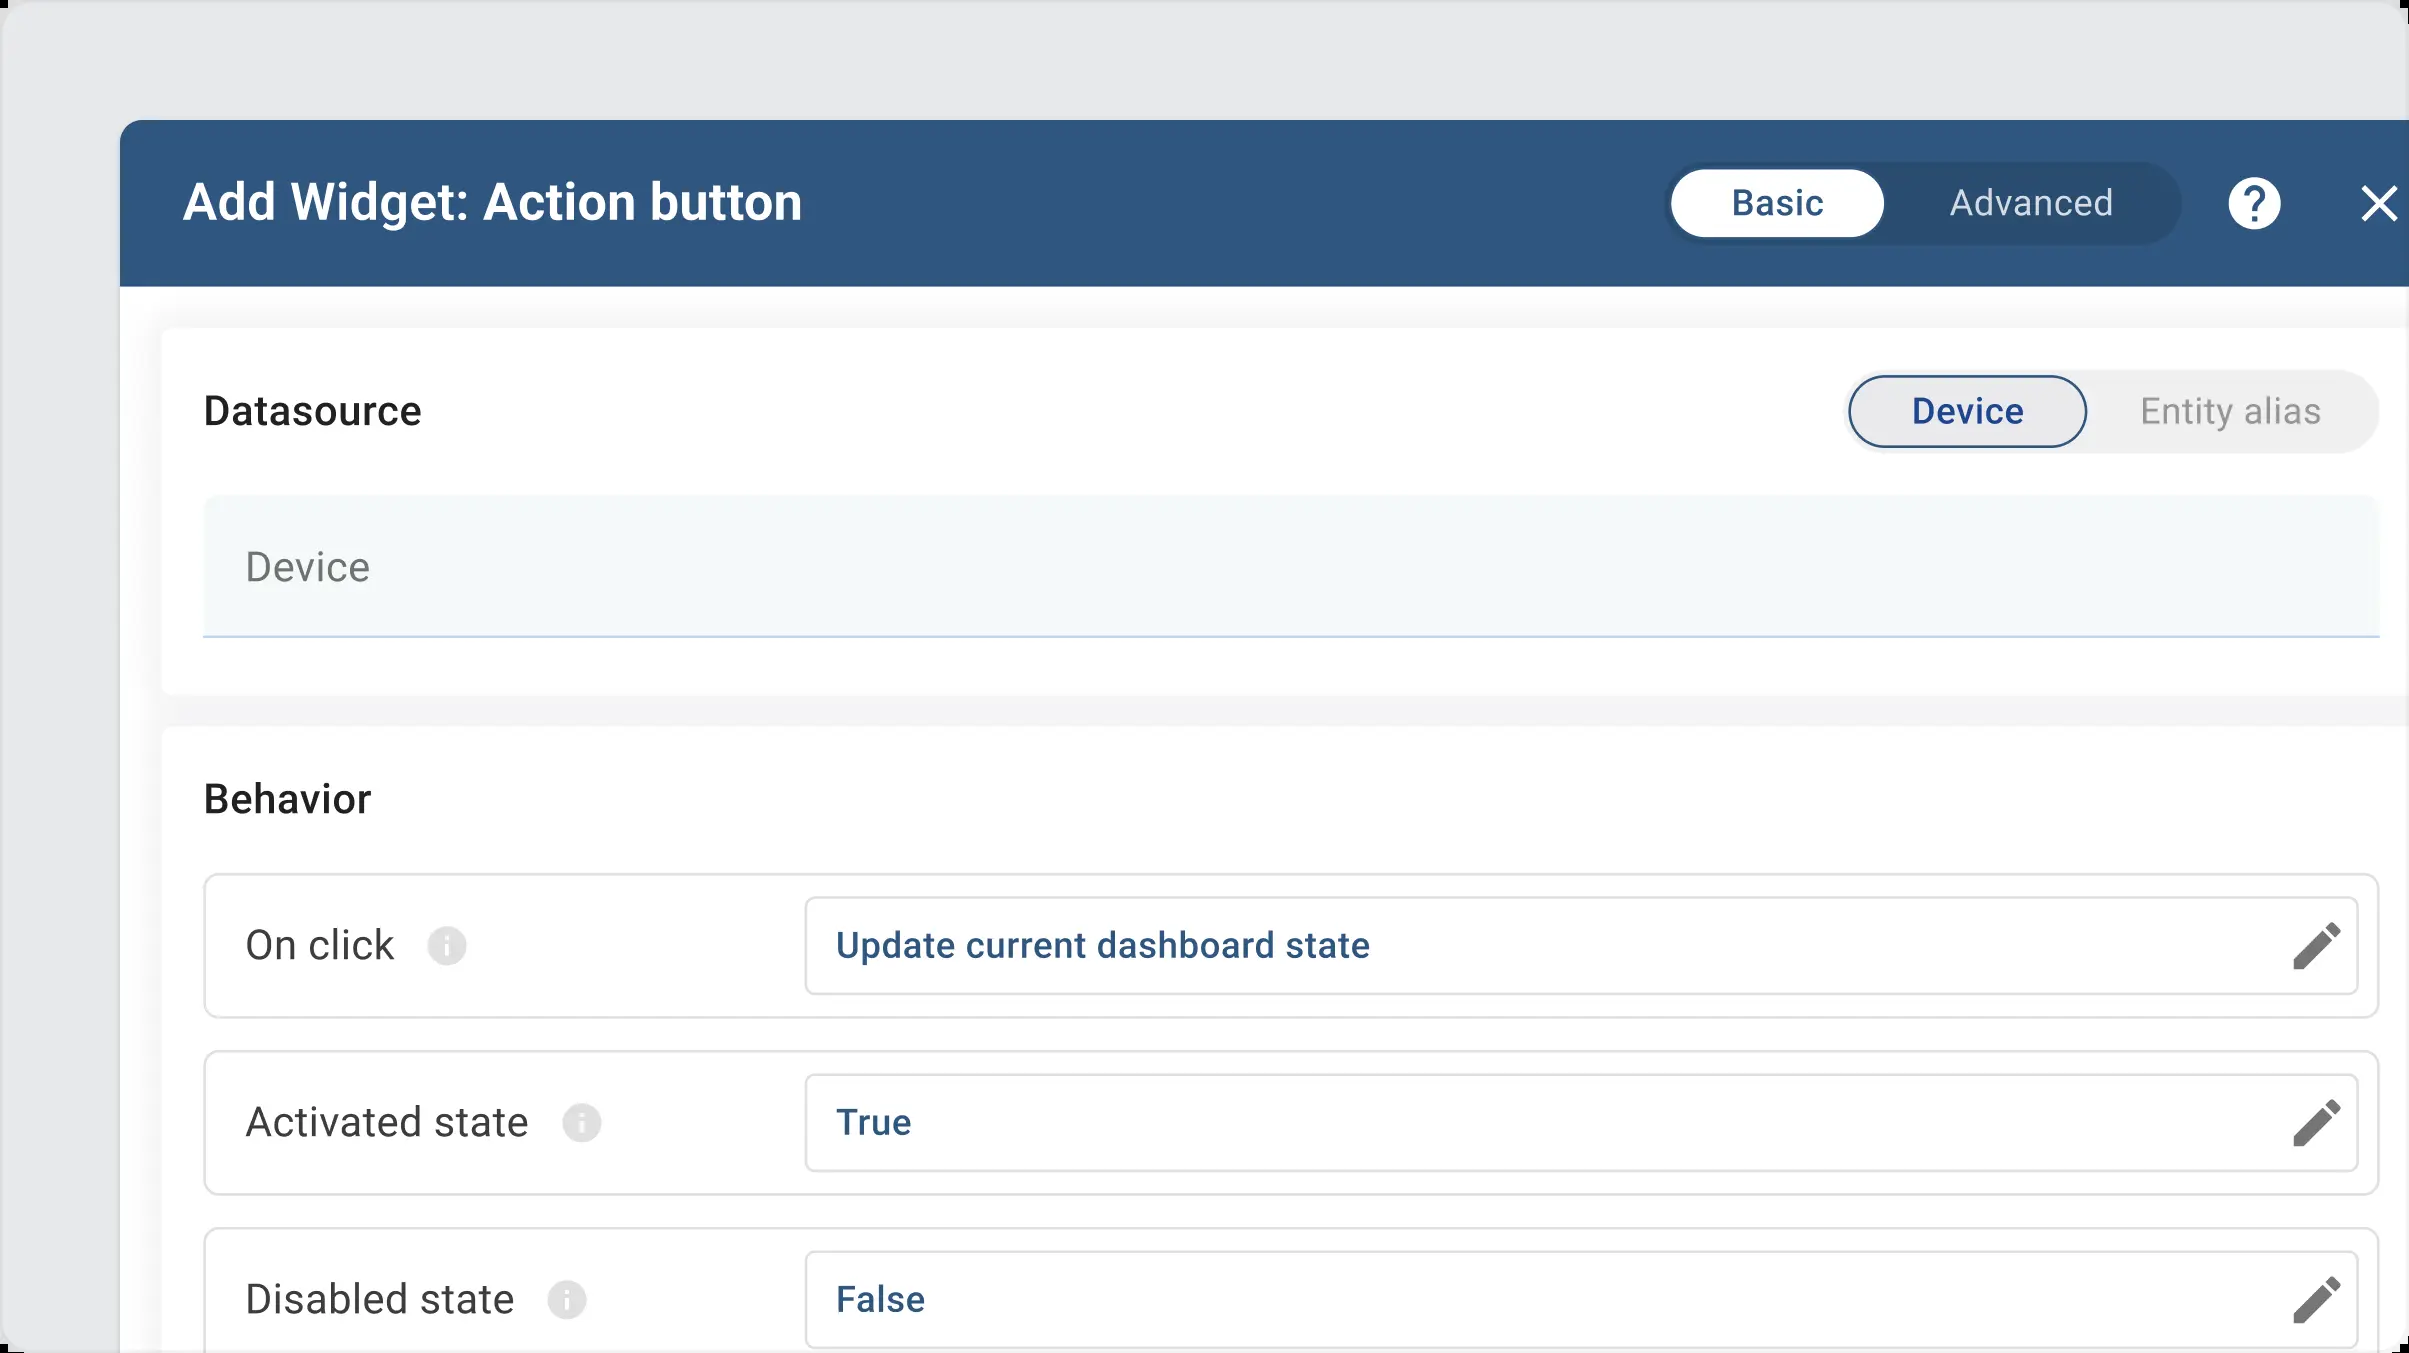 Add Widget: Action button
Basic
Advanced
Datasource
Device
Entity alias
Device
Behavior
On click
Update current dashboard state
Activated state
True
Disabled state
False